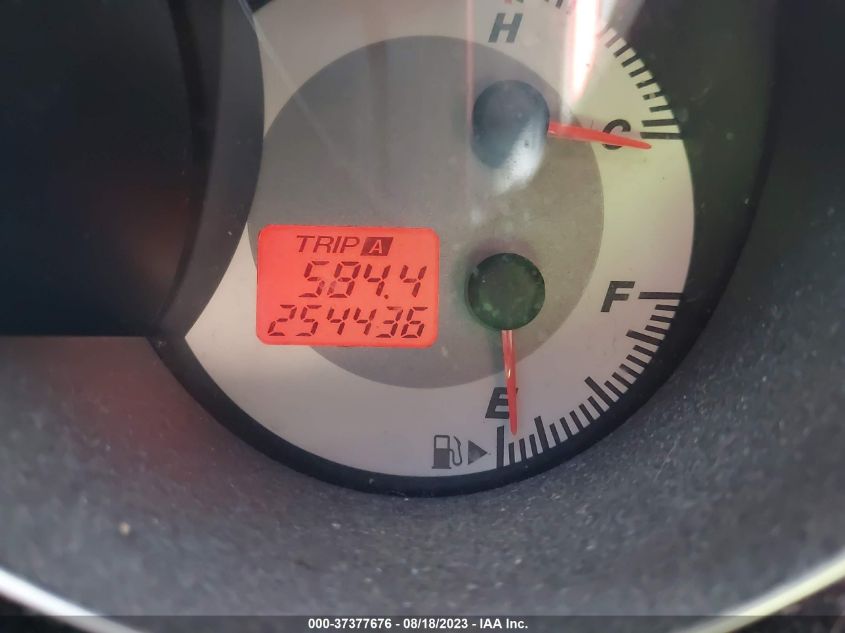 H
C
TRIP A
584.4
254436
F
E
000-37377676 - 08/18/2023 - IAA Inc.